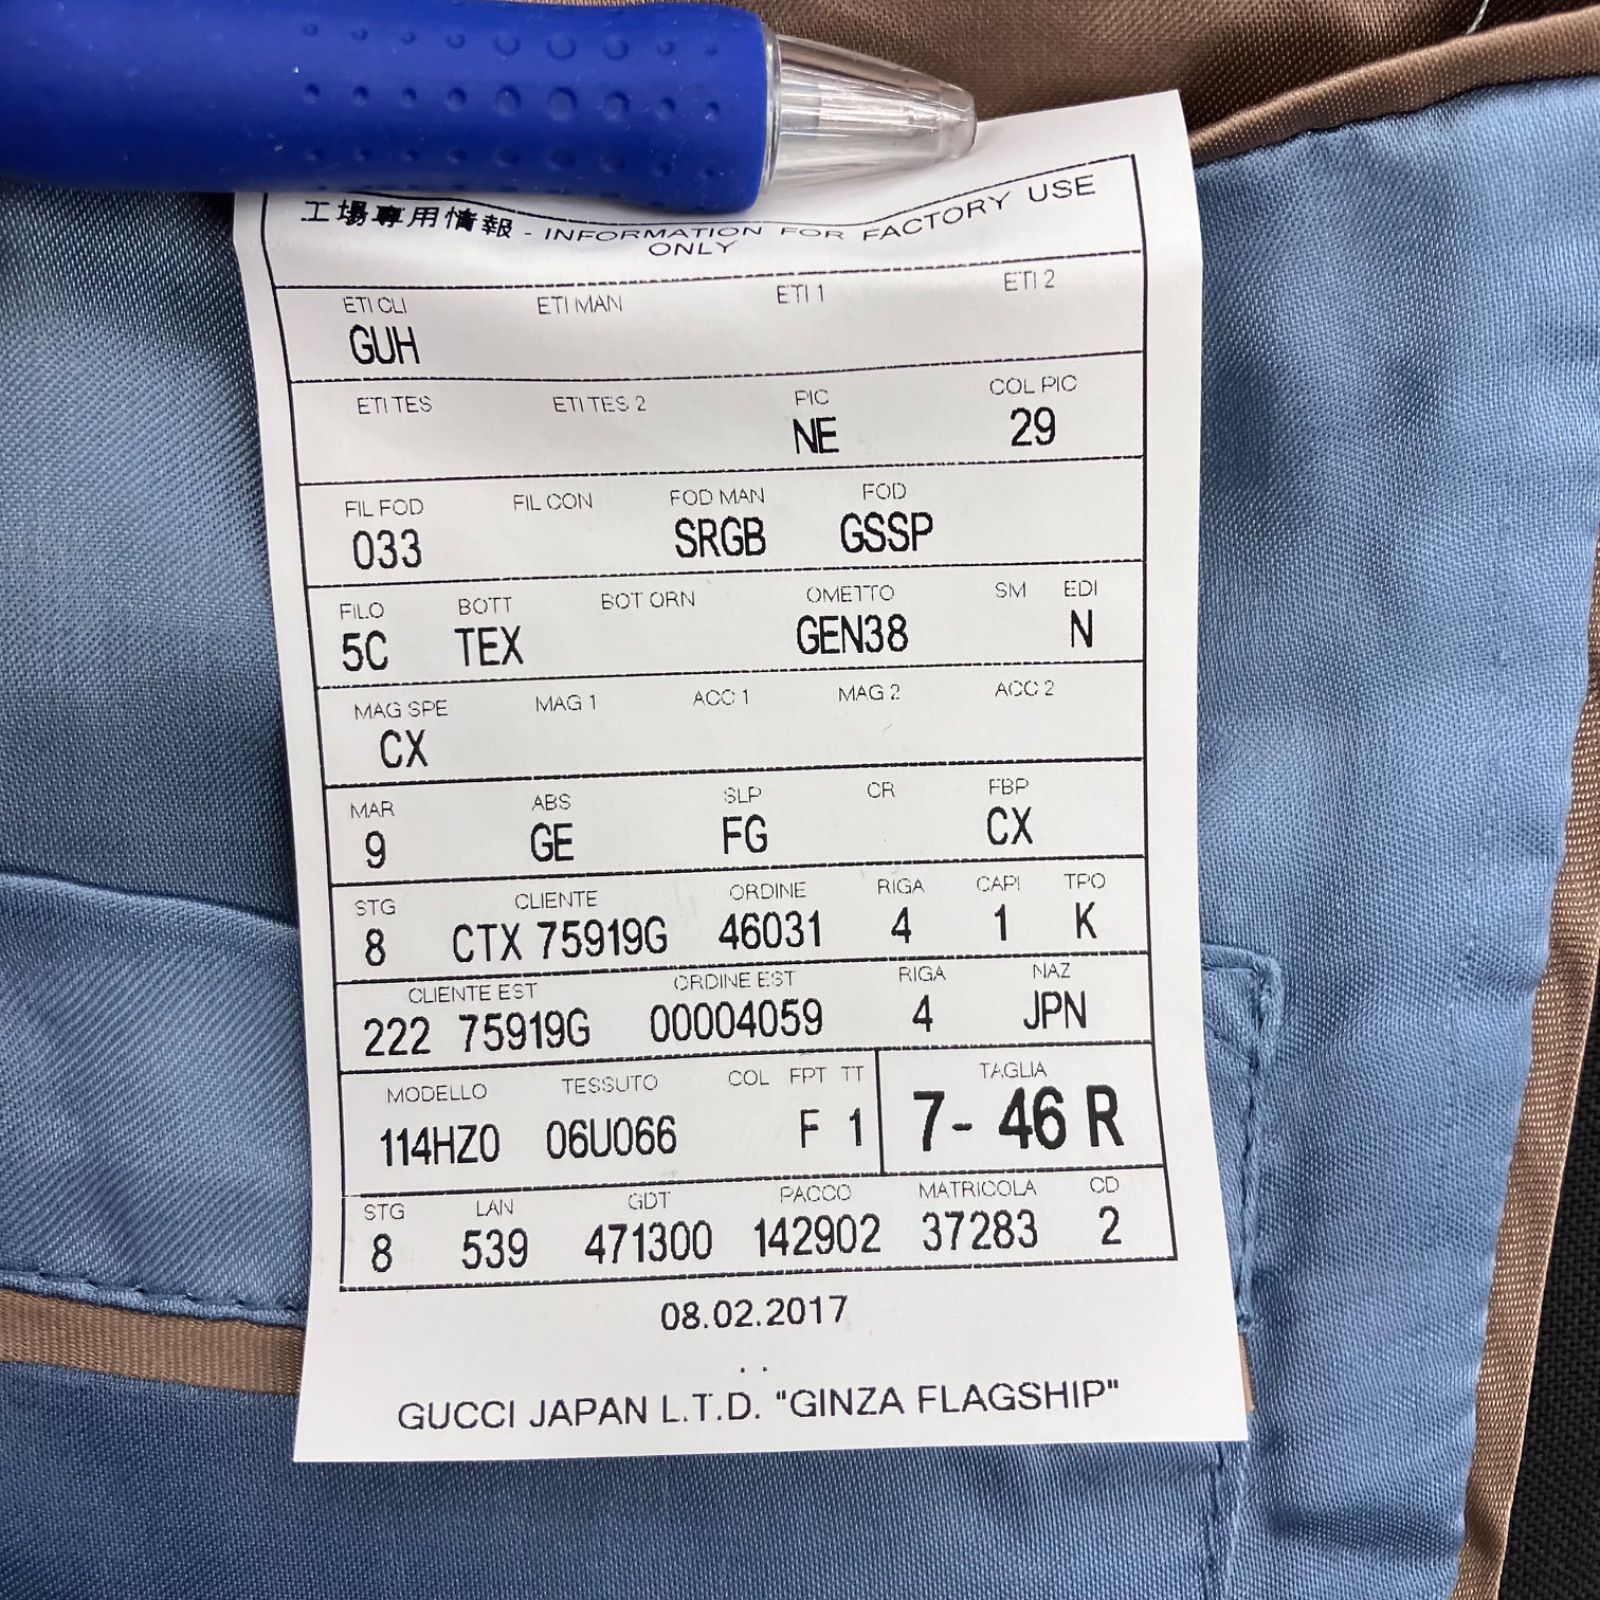 工場專用情報 - INFORMATION FOR FACTORY USE
ONLY
ETI CLI ETI MAN ETI 1 ETI 2
GUH
ETI TES ETI TES 2 PIC COL PIC
NE 29
FIL FOD FIL CON FOD MAN FOD
033 SRGB GSSP
FILO BOTT BOT ORN OMETTO SM EDI
5C TEX GEN38 N
MAG SPE MAG 1 ACC 1 MAG 2 ACC 2
CX
MAR ABS SLP CR FBP
9 GE FG CX
STG CLIENTE ORDINE RIGA CAPI TPO
8 CTX 75919G 46031 4 1 K
CLIENTE EST ORDINE EST RIGA NAZ
222 75919G 00004059 4 JPN
MODELLO TESSUTO COL FPT TT TAGLIA
114HZ0 06U066 F 1 7- 46 R
STG LAN GDT PACCO MATRICOLA CD
8 539 471300 142902 37283 2
08.02.2017
. .
GUCCI JAPAN L.T.D. "GINZA FLAGSHIP"